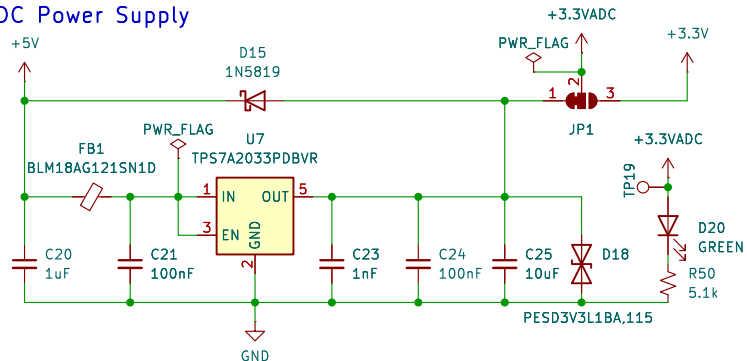 DC Power Supply
+5V
D15
1N5819
+3.3VADC
PWR_FLAG
+3.3V
1
2
3
JP1
FB1
BLM18AG121SN1D
PWR_FLAG
U7
TPS7A2033PDBVR
1
IN
OUT
5
3
EN
GND
2
+3.3VADC
TP19
D20
GREEN
C20
1uF
C21
100nF
C23
1nF
C24
100nF
C25
10uF
D18
R50
5.1k
PESD3V3L1BA,115
GND